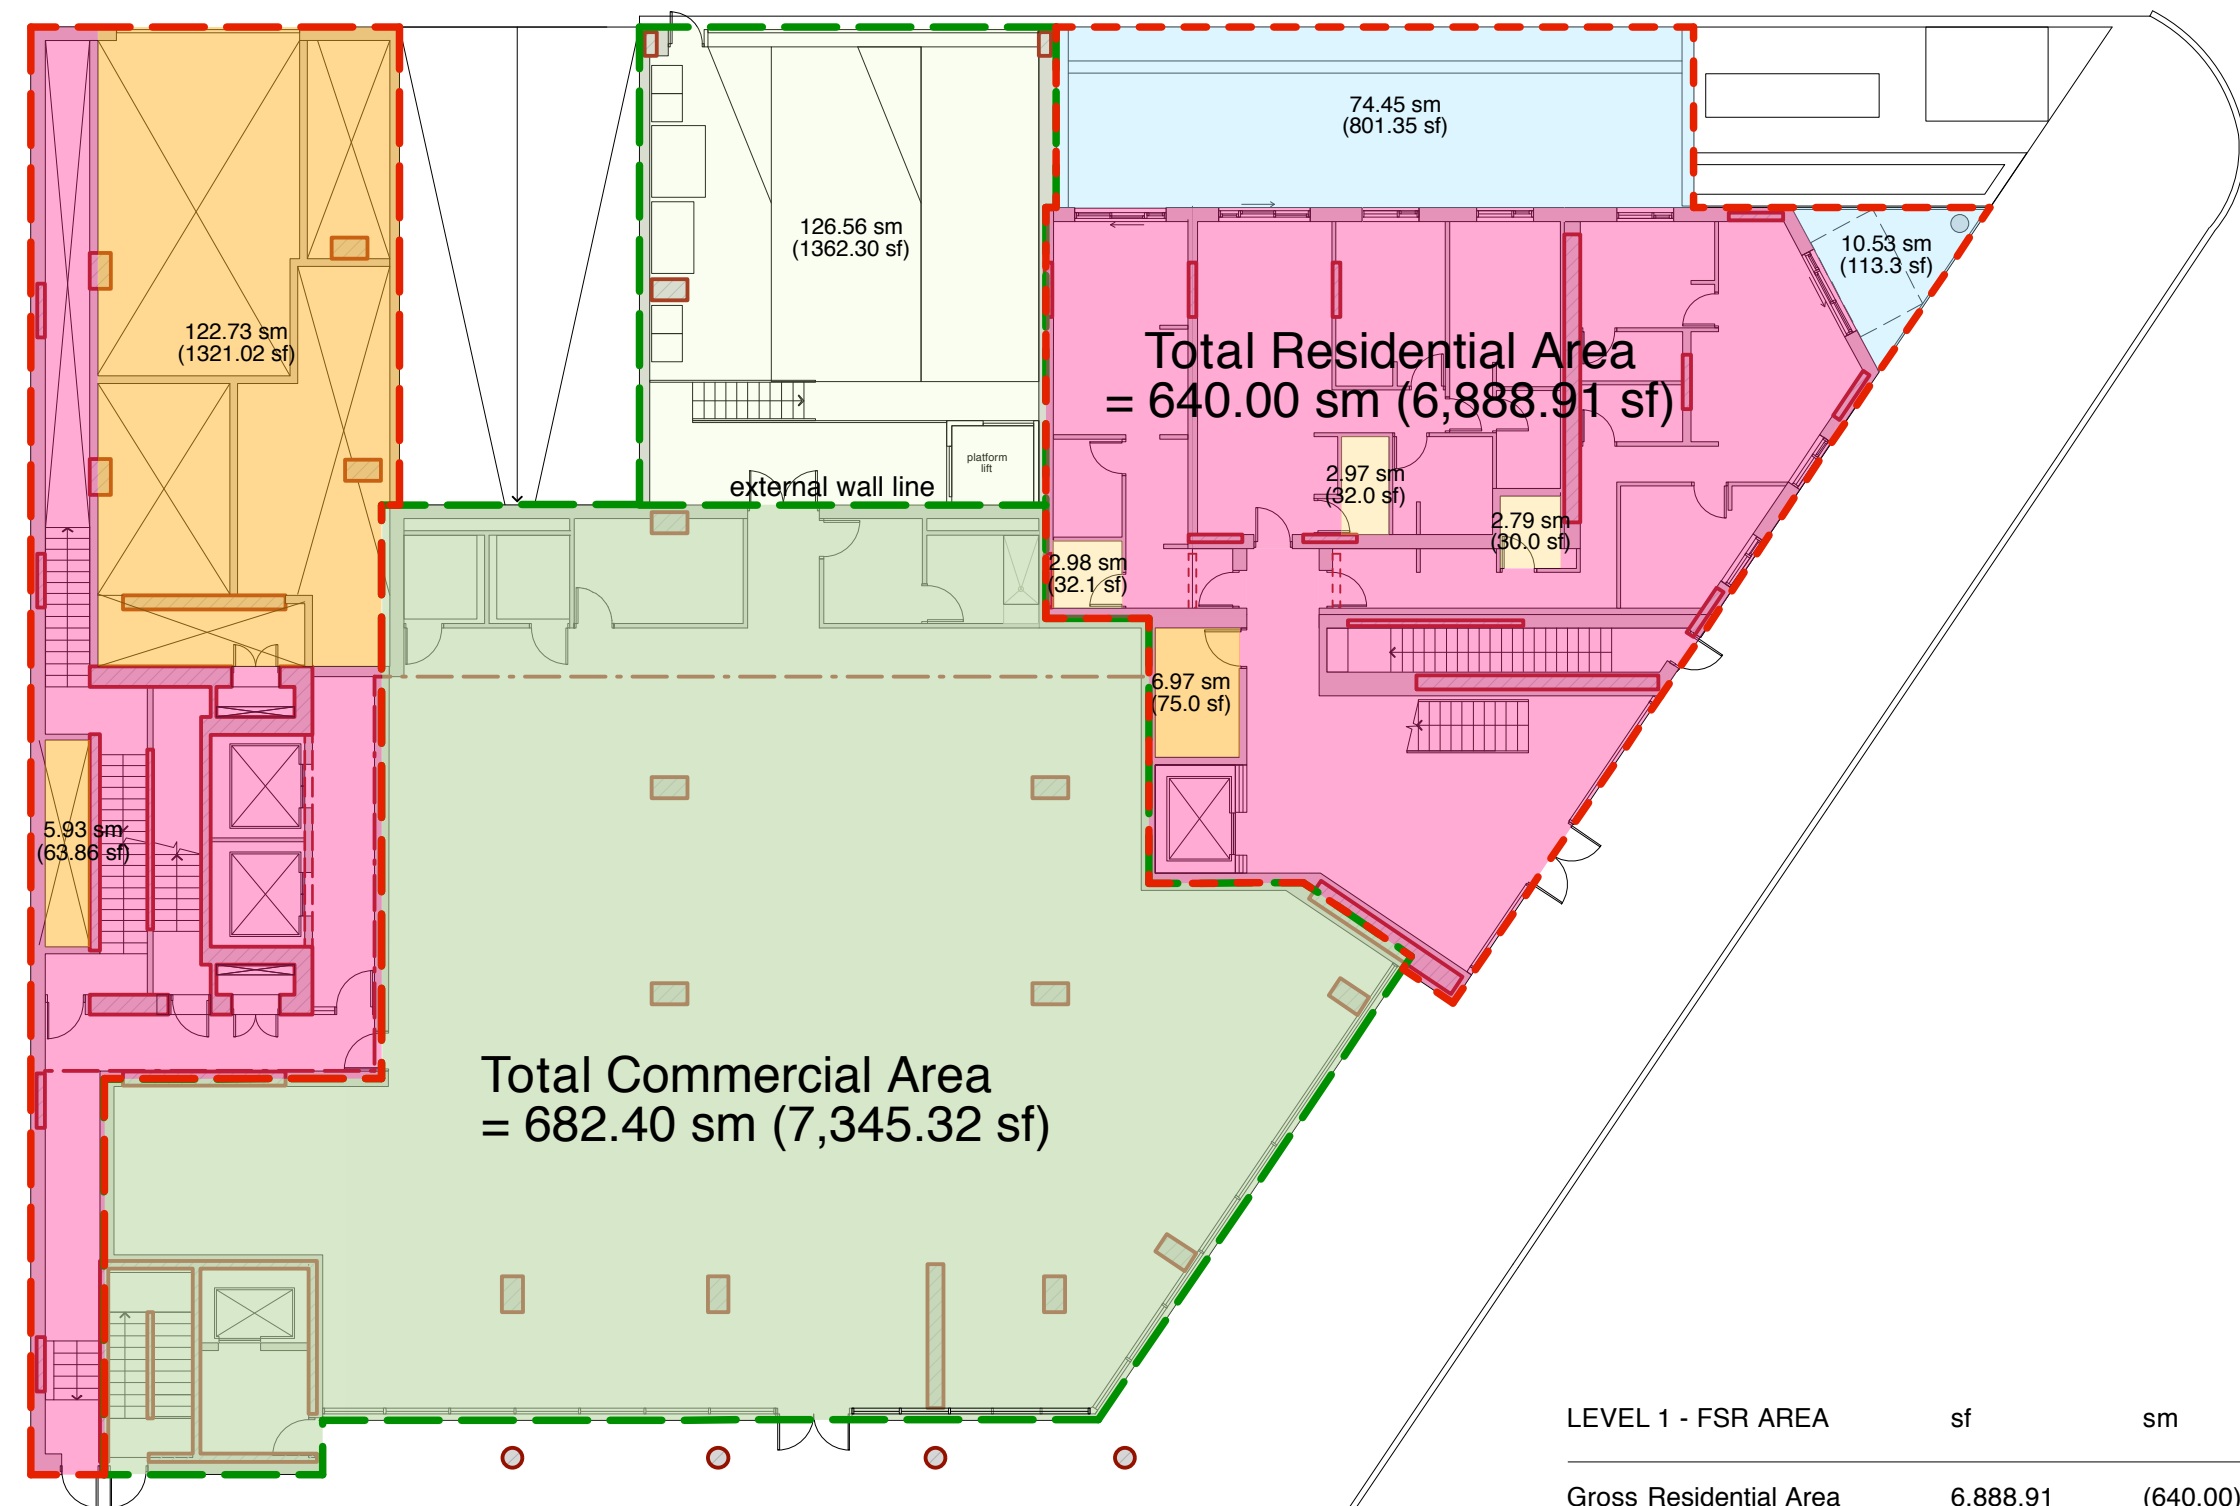 74.45 sm
(801.35 sf)
126.56 sm
(1362.30 sf)
10.53 sm
(113.3 sf)
122.73 sm
(1321.02 sf)
Total Residential Area
= 640.00 sm (6,888.91 sf)
platform
lift
external wall line
2.97 sm
(32.0 sf)
2.79 sm
(30.0 sf)
2.98 sm
(32.1 sf)
6.97 sm
(75.0 sf)
5.93 sm
(63.86 sf)
Total Commercial Area
= 682.40 sm (7,345.32 sf)
LEVEL 1 - FSR AREA sf sm
Gross Residential Area 6,888.91 (640.00)